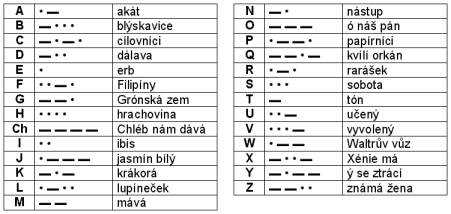 A • — akát
B — • • • blýskavice
C — • — • cílovníci
D — • • dálava
E • erb
F • • — • Filipíny
G — — • Grónská zem
H • • • • hrachovina
Ch — — — — Chléb nám dává
I • • ibis
J • — — — jasmín bílý
K — • — krákorá
L • — • • lupíneček
M — — mává
N — • nástup
O — — — ó náš pán
P • — — • papírníci
Q — — • — kvílí orkán
R • — • rarášek
S • • • sobota
T — tón
U • • — učený
V • • • — vyvolený
W • — — Waltrův vůz
X — • • — Xénie má
Y — • — — ý se ztrácí
Z — — • • známá žena